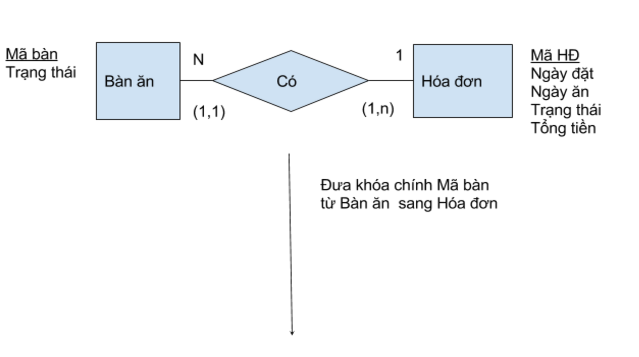 Mã bàn
Trạng thái
Bàn ăn
N
(1,1)
Có
1
(1,n)
Hóa đơn
Mã HĐ
Ngày đặt
Ngày ăn
Trạng thái
Tổng tiền
Đưa khóa chính Mã bàn
từ Bàn ăn sang Hóa đơn